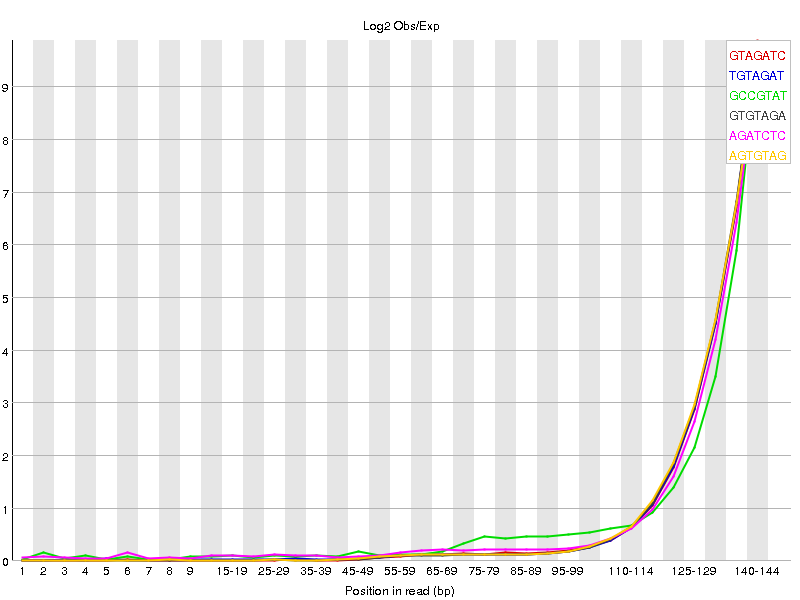 Log2 Obs/Exp
GTAGATC
TGTAGAT
GCCGTAT
GTGTAGA
AGATCTC
AGTGTAG
9
8
7
6
5
4
3
2
1
0
1 2 3 4 5 6 7 8 9 15-19 25-29 35-39 45-49 55-59 65-69 75-79 85-89 95-99 110-114 125-129 140-144
Position in read (bp)